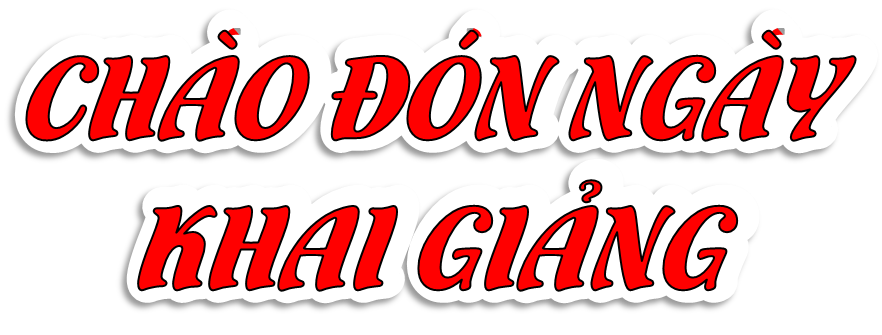 CHÀO ĐÓN NGÀY
KHAI GIẢNG